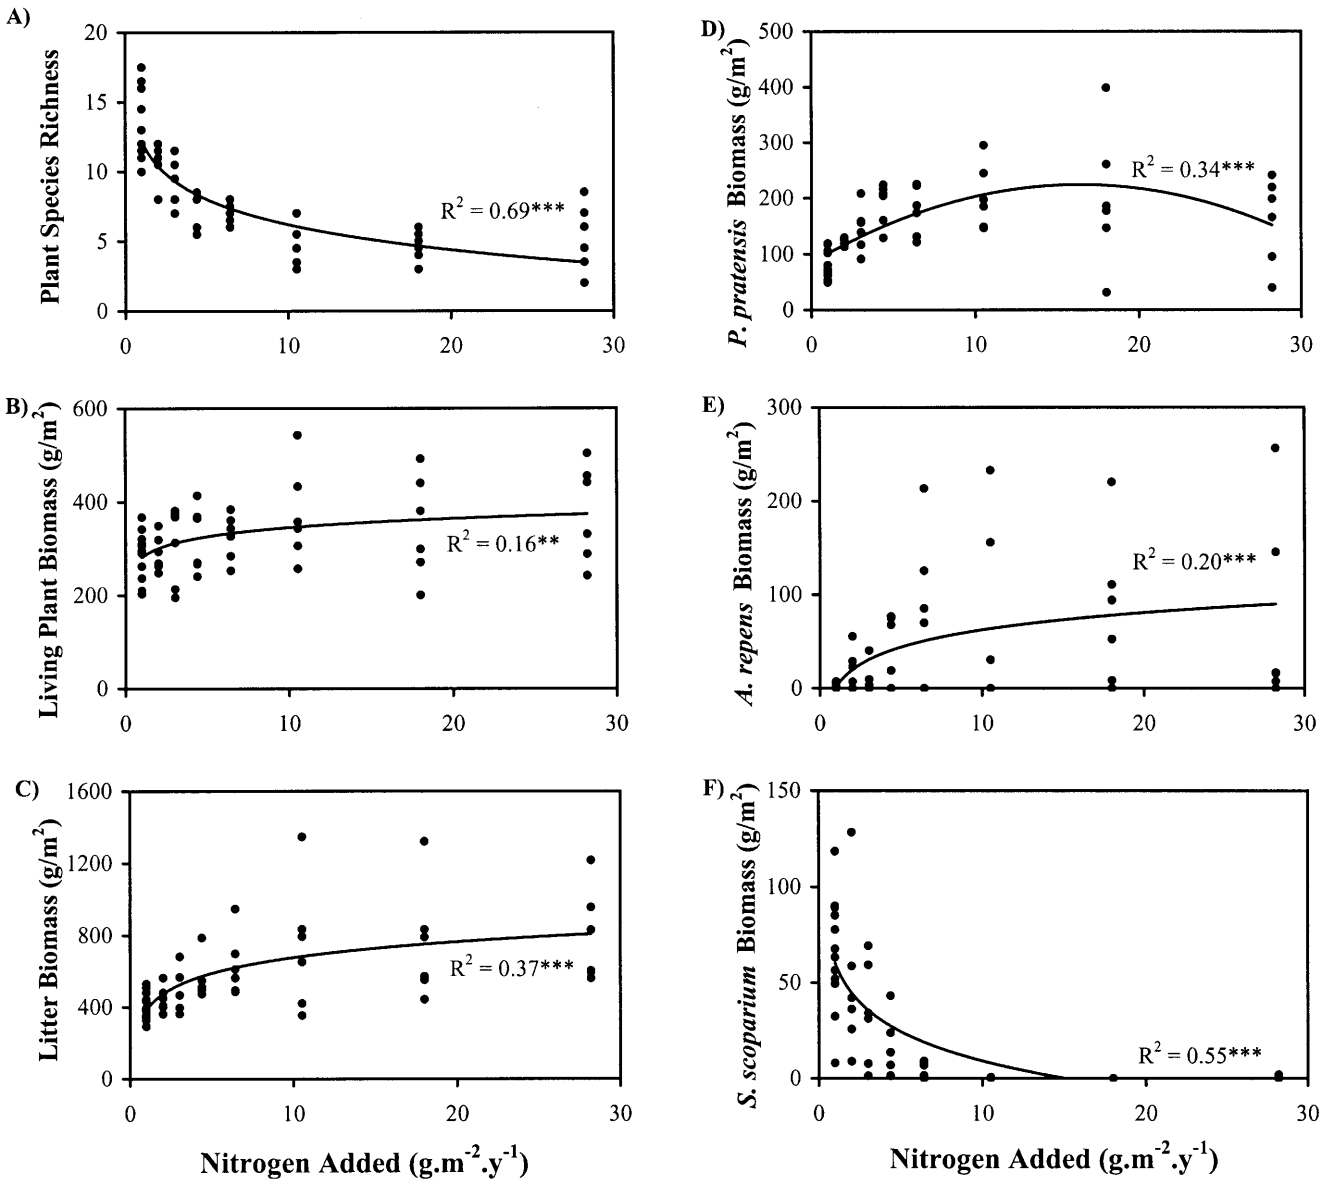 A)
Plant Species Richness
20
15
10
5
0
R² = 0.69***
0 10 20 30
B)
Living Plant Biomass (g/m²)
600
400
200
0
R² = 0.16**
0 10 20 30
C)
Litter Biomass (g/m²)
1600
1200
800
400
0
R² = 0.37***
0 10 20 30
Nitrogen Added (g.m⁻².y⁻¹)
D)
P. pratensis Biomass (g/m²)
500
400
300
200
100
0
R² = 0.34***
0 10 20 30
E)
A. repens Biomass (g/m²)
300
200
100
0
R² = 0.20***
0 10 20 30
F)
S. scoparium Biomass (g/m²)
150
100
50
0
R² = 0.55***
0 10 20 30
Nitrogen Added (g.m⁻².y⁻¹)